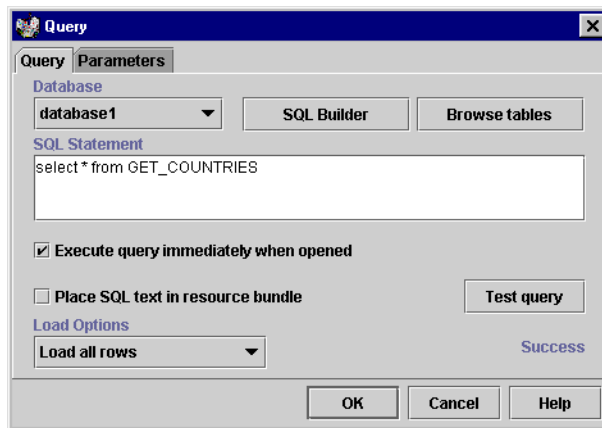 Query
Query Parameters
Database
database1 SQL Builder Browse tables
SQL Statement
select * from GET_COUNTRIES
Execute query immediately when opened
Place SQL text in resource bundle Test query
Load Options
Load all rows Success
OK Cancel Help